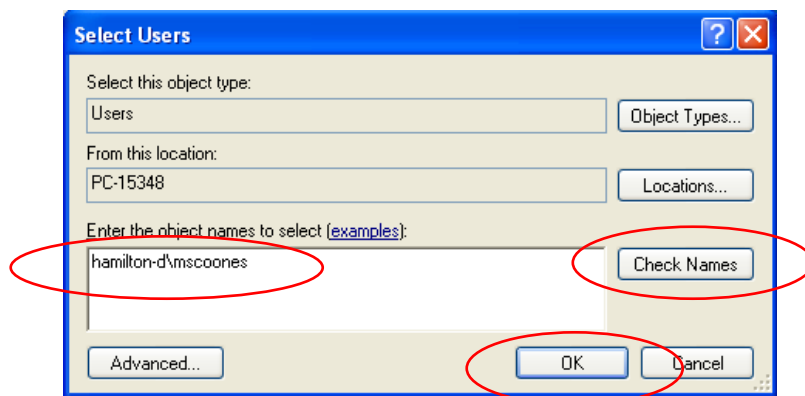 Select Users
Select this object type:
Users
Object Types...
From this location:
PC-15348
Locations...
Enter the object names to select (examples):
hamilton-d\mscoones
Check Names
Advanced...
OK
Cancel